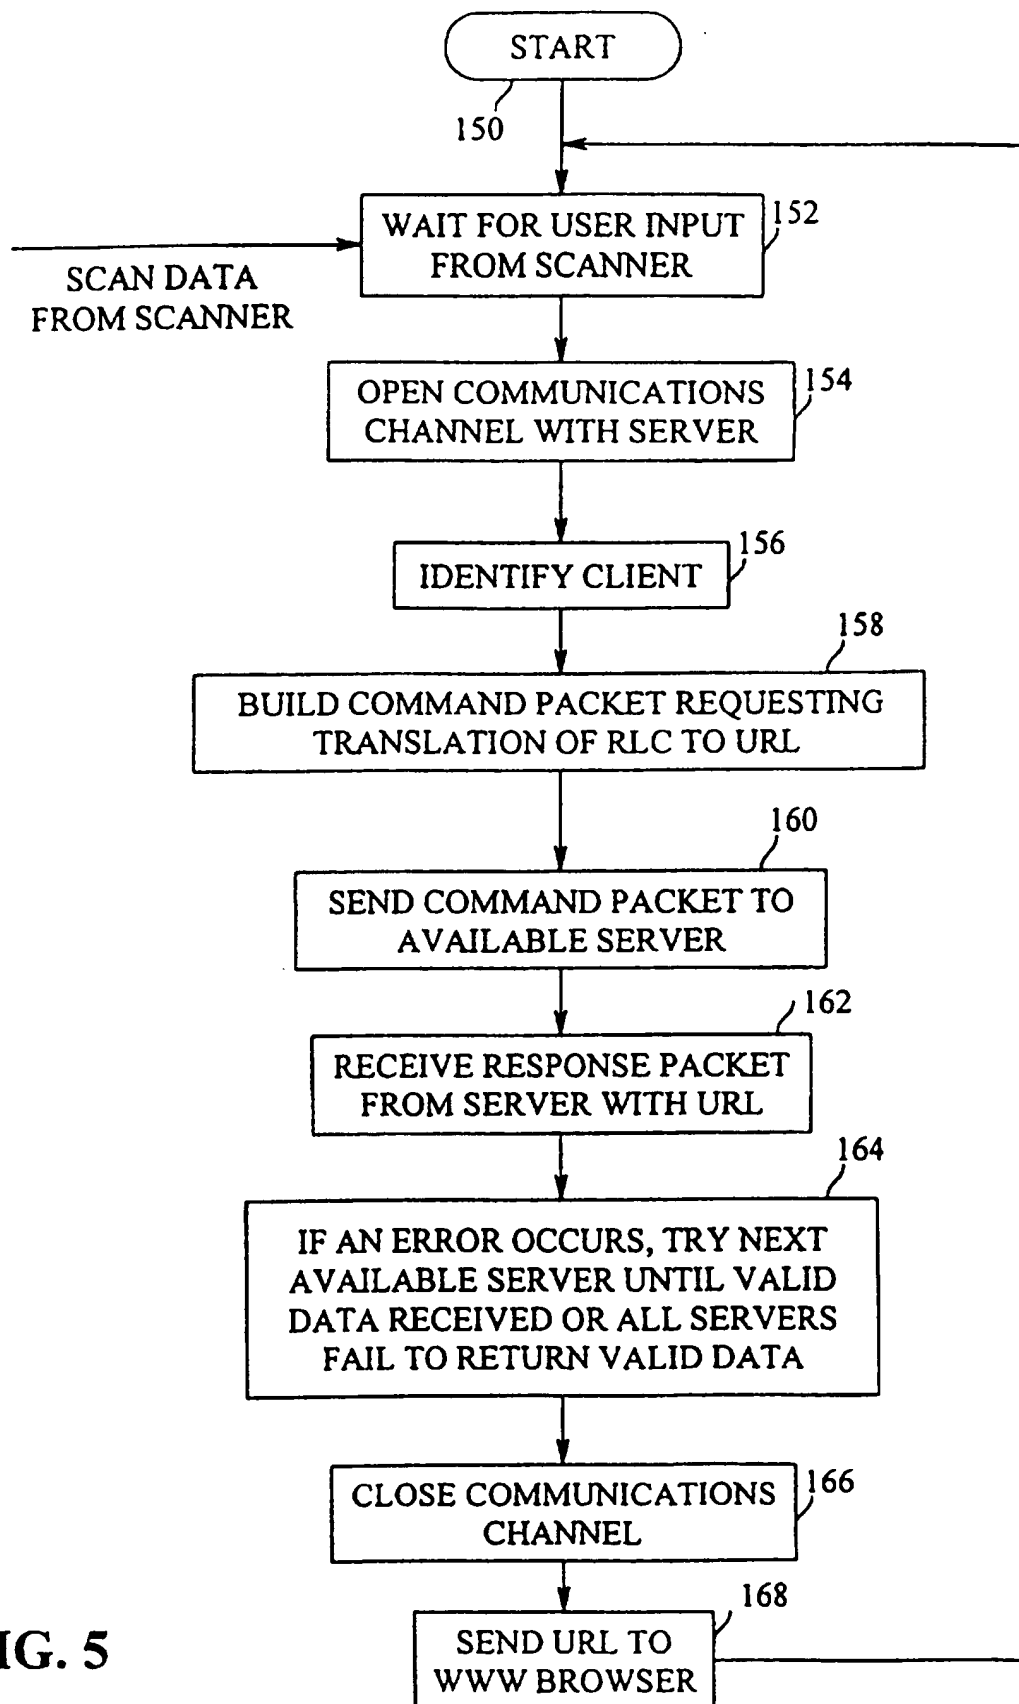 START
150
WAIT FOR USER INPUT
FROM SCANNER
152
SCAN DATA
FROM SCANNER
OPEN COMMUNICATIONS
CHANNEL WITH SERVER
154
IDENTIFY CLIENT
156
158
BUILD COMMAND PACKET REQUESTING
TRANSLATION OF RLC TO URL
160
SEND COMMAND PACKET TO
AVAILABLE SERVER
162
RECEIVE RESPONSE PACKET
FROM SERVER WITH URL
164
IF AN ERROR OCCURS, TRY NEXT
AVAILABLE SERVER UNTIL VALID
DATA RECEIVED OR ALL SERVERS
FAIL TO RETURN VALID DATA
CLOSE COMMUNICATIONS
CHANNEL
166
168
SEND URL TO
WWW BROWSER
IG. 5